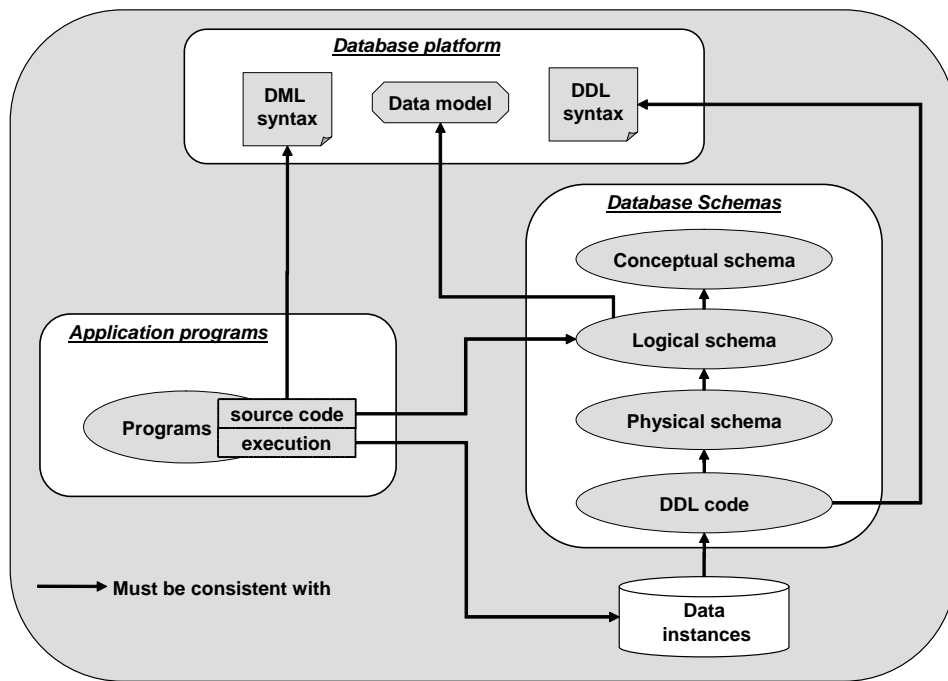 Database platform
DML
syntax
Data model
DDL
syntax
Database Schemas
Conceptual schema
Logical schema
Physical schema
DDL code
Application programs
Programs
source code
execution
Must be consistent with
Data
instances